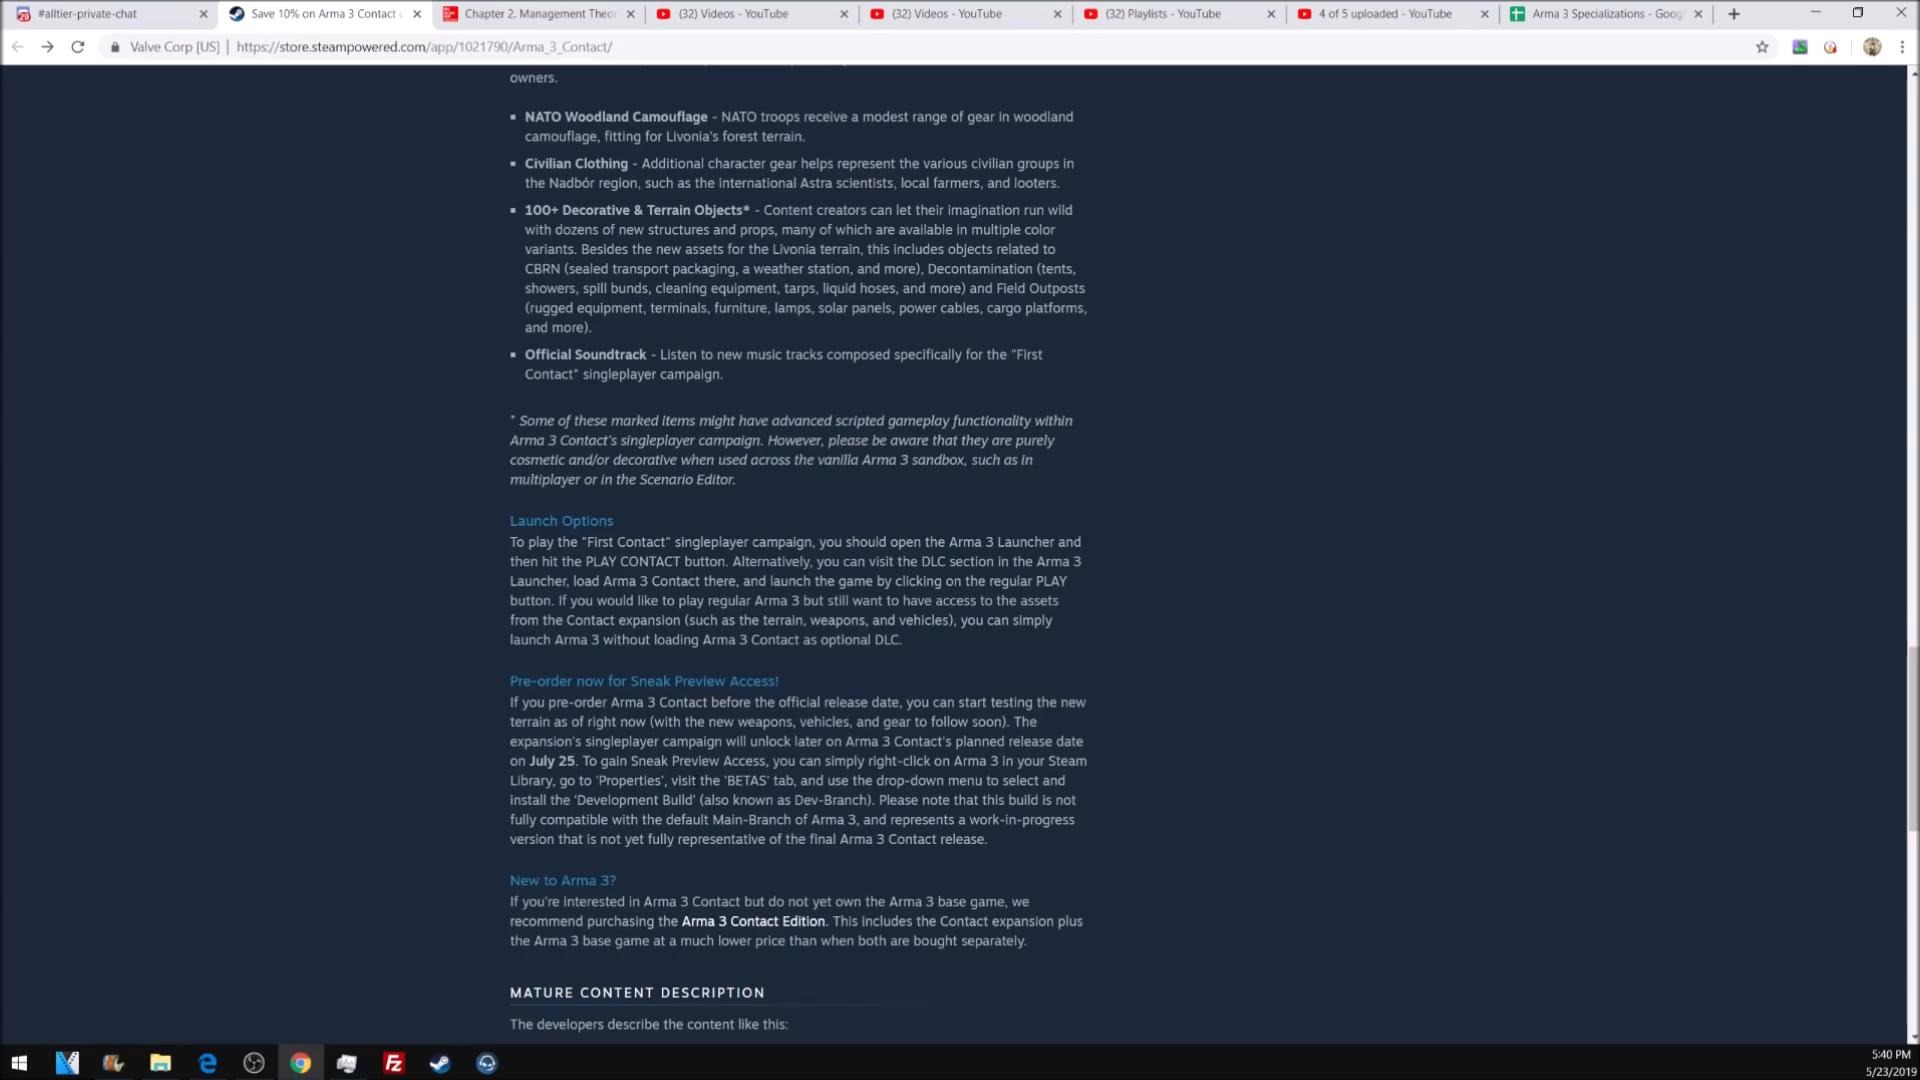 #alltier-private-chat
Save 10% on Arma 3 Contact
Chapter 2. Management Theor
(32) Videos - YouTube
(32) Videos - YouTube
(32) Playlists - YouTube
4 of 5 uploaded - YouTube
Arma 3 Specializations - Goog
Valve Corp [US] | https://store.steampowered.com/app/1021790/Arma_3_Contact/
owners.
▪ NATO Woodland Camouflage - NATO troops receive a modest range of gear in woodland
camouflage, fitting for Livonia's forest terrain.
▪ Civilian Clothing - Additional character gear helps represent the various civilian groups in
the Nadbór region, such as the international Astra scientists, local farmers, and looters.
▪ 100+ Decorative & Terrain Objects* - Content creators can let their imagination run wild
with dozens of new structures and props, many of which are available in multiple color
variants. Besides the new assets for the Livonia terrain, this includes objects related to
CBRN (sealed transport packaging, a weather station, and more), Decontamination (tents,
showers, spill bunds, cleaning equipment, tarps, liquid hoses, and more) and Field Outposts
(rugged equipment, terminals, furniture, lamps, solar panels, power cables, cargo platforms,
and more).
▪ Official Soundtrack - Listen to new music tracks composed specifically for the "First
Contact" singleplayer campaign.
* Some of these marked items might have advanced scripted gameplay functionality within
Arma 3 Contact's singleplayer campaign. However, please be aware that they are purely
cosmetic and/or decorative when used across the vanilla Arma 3 sandbox, such as in
multiplayer or in the Scenario Editor.
Launch Options
To play the "First Contact" singleplayer campaign, you should open the Arma 3 Launcher and
then hit the PLAY CONTACT button. Alternatively, you can visit the DLC section in the Arma 3
Launcher, load Arma 3 Contact there, and launch the game by clicking on the regular PLAY
button. If you would like to play regular Arma 3 but still want to have access to the assets
from the Contact expansion (such as the terrain, weapons, and vehicles), you can simply
launch Arma 3 without loading Arma 3 Contact as optional DLC.
Pre-order now for Sneak Preview Access!
If you pre-order Arma 3 Contact before the official release date, you can start testing the new
terrain as of right now (with the new weapons, vehicles, and gear to follow soon). The
expansion's singleplayer campaign will unlock later on Arma 3 Contact's planned release date
on July 25. To gain Sneak Preview Access, you can simply right-click on Arma 3 in your Steam
Library, go to 'Properties', visit the 'BETAS' tab, and use the drop-down menu to select and
install the 'Development Build' (also known as Dev-Branch). Please note that this build is not
fully compatible with the default Main-Branch of Arma 3, and represents a work-in-progress
version that is not yet fully representative of the final Arma 3 Contact release.
New to Arma 3?
If you're interested in Arma 3 Contact but do not yet own the Arma 3 base game, we
recommend purchasing the Arma 3 Contact Edition. This includes the Contact expansion plus
the Arma 3 base game at a much lower price than when both are bought separately.
MATURE CONTENT DESCRIPTION
The developers describe the content like this:
5:40 PM
5/23/2019